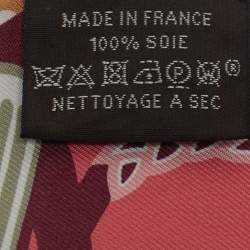 MADE IN FRANCE
100% SOIE
®
NETTOYAGE A SEC